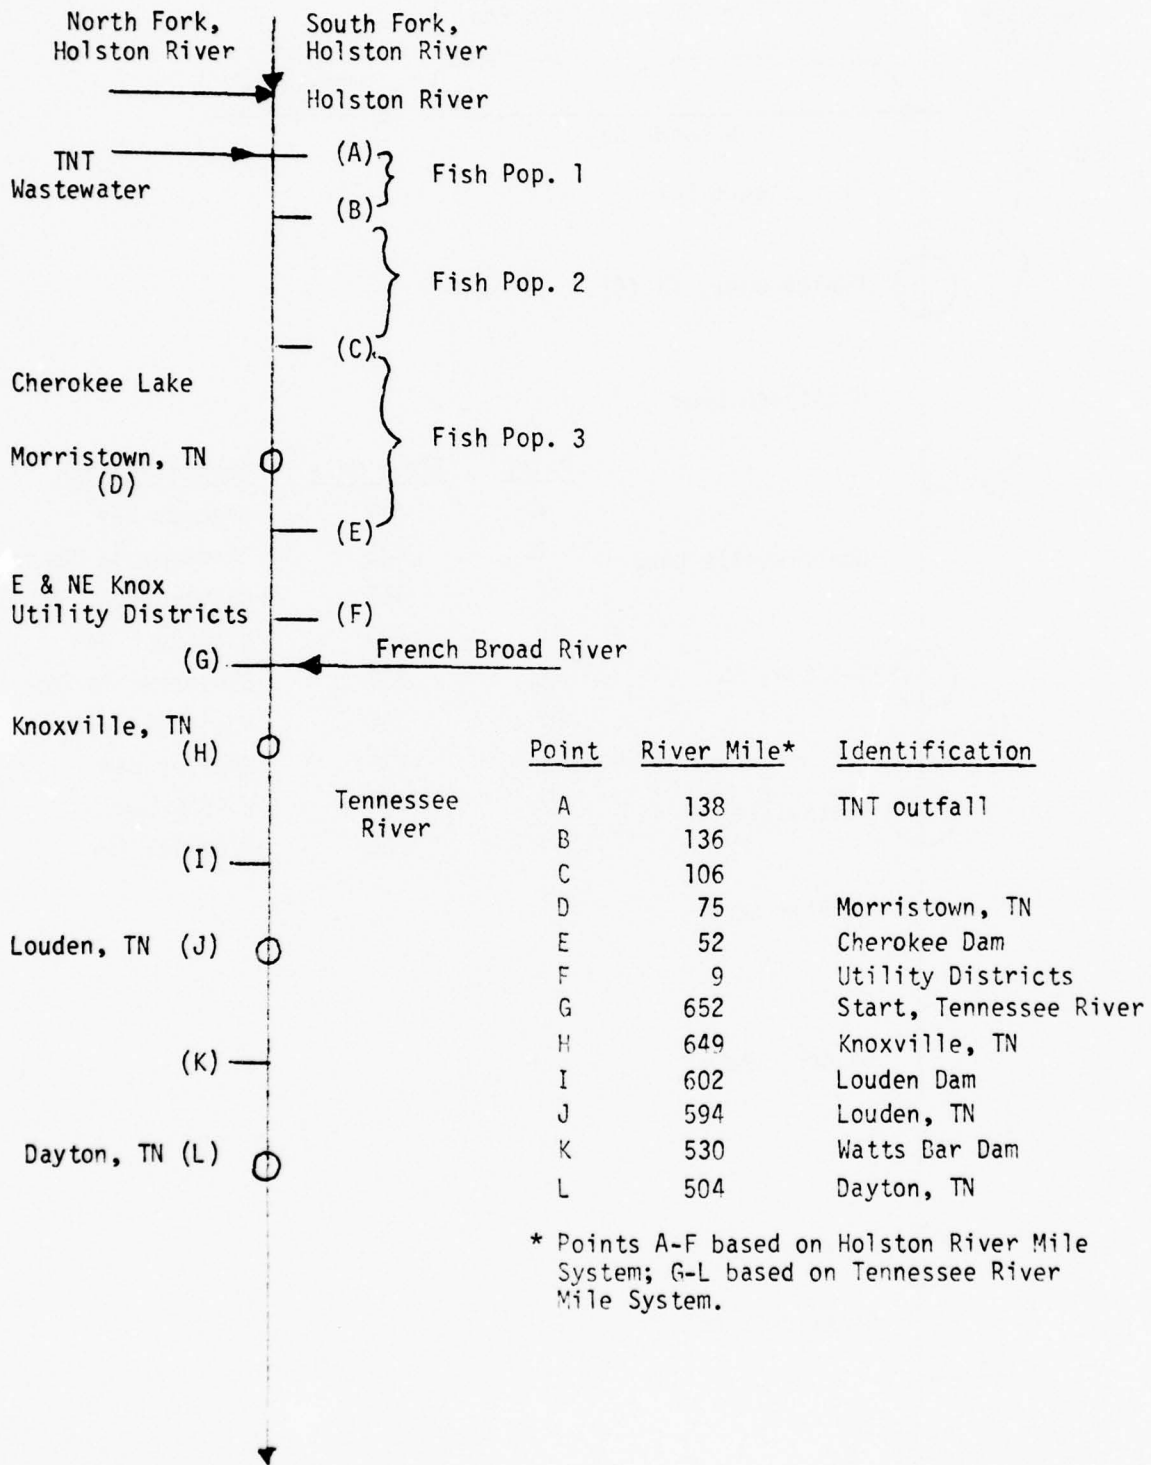 North Fork,
Holston River
South Fork,
Holston River
Holston River
TNT
Wastewater
(A)
Fish Pop. 1
(B)
Fish Pop. 2
(C)
Cherokee Lake
Fish Pop. 3
Morristown, TN
(D)
(E)
E & NE Knox
Utility Districts
(F)
French Broad River
(G)
Knoxville, TN
(H)
Tennessee
River
(I)
Louden, TN (J)
(K)
Dayton, TN (L)
Point River Mile* Identification
A 138 TNT outfall
B 136
C 106
D 75 Morristown, TN
E 52 Cherokee Dam
F 9 Utility Districts
G 652 Start, Tennessee River
H 649 Knoxville, TN
I 602 Louden Dam
J 594 Louden, TN
K 530 Watts Bar Dam
L 504 Dayton, TN
* Points A-F based on Holston River Mile
System; G-L based on Tennessee River
Mile System.